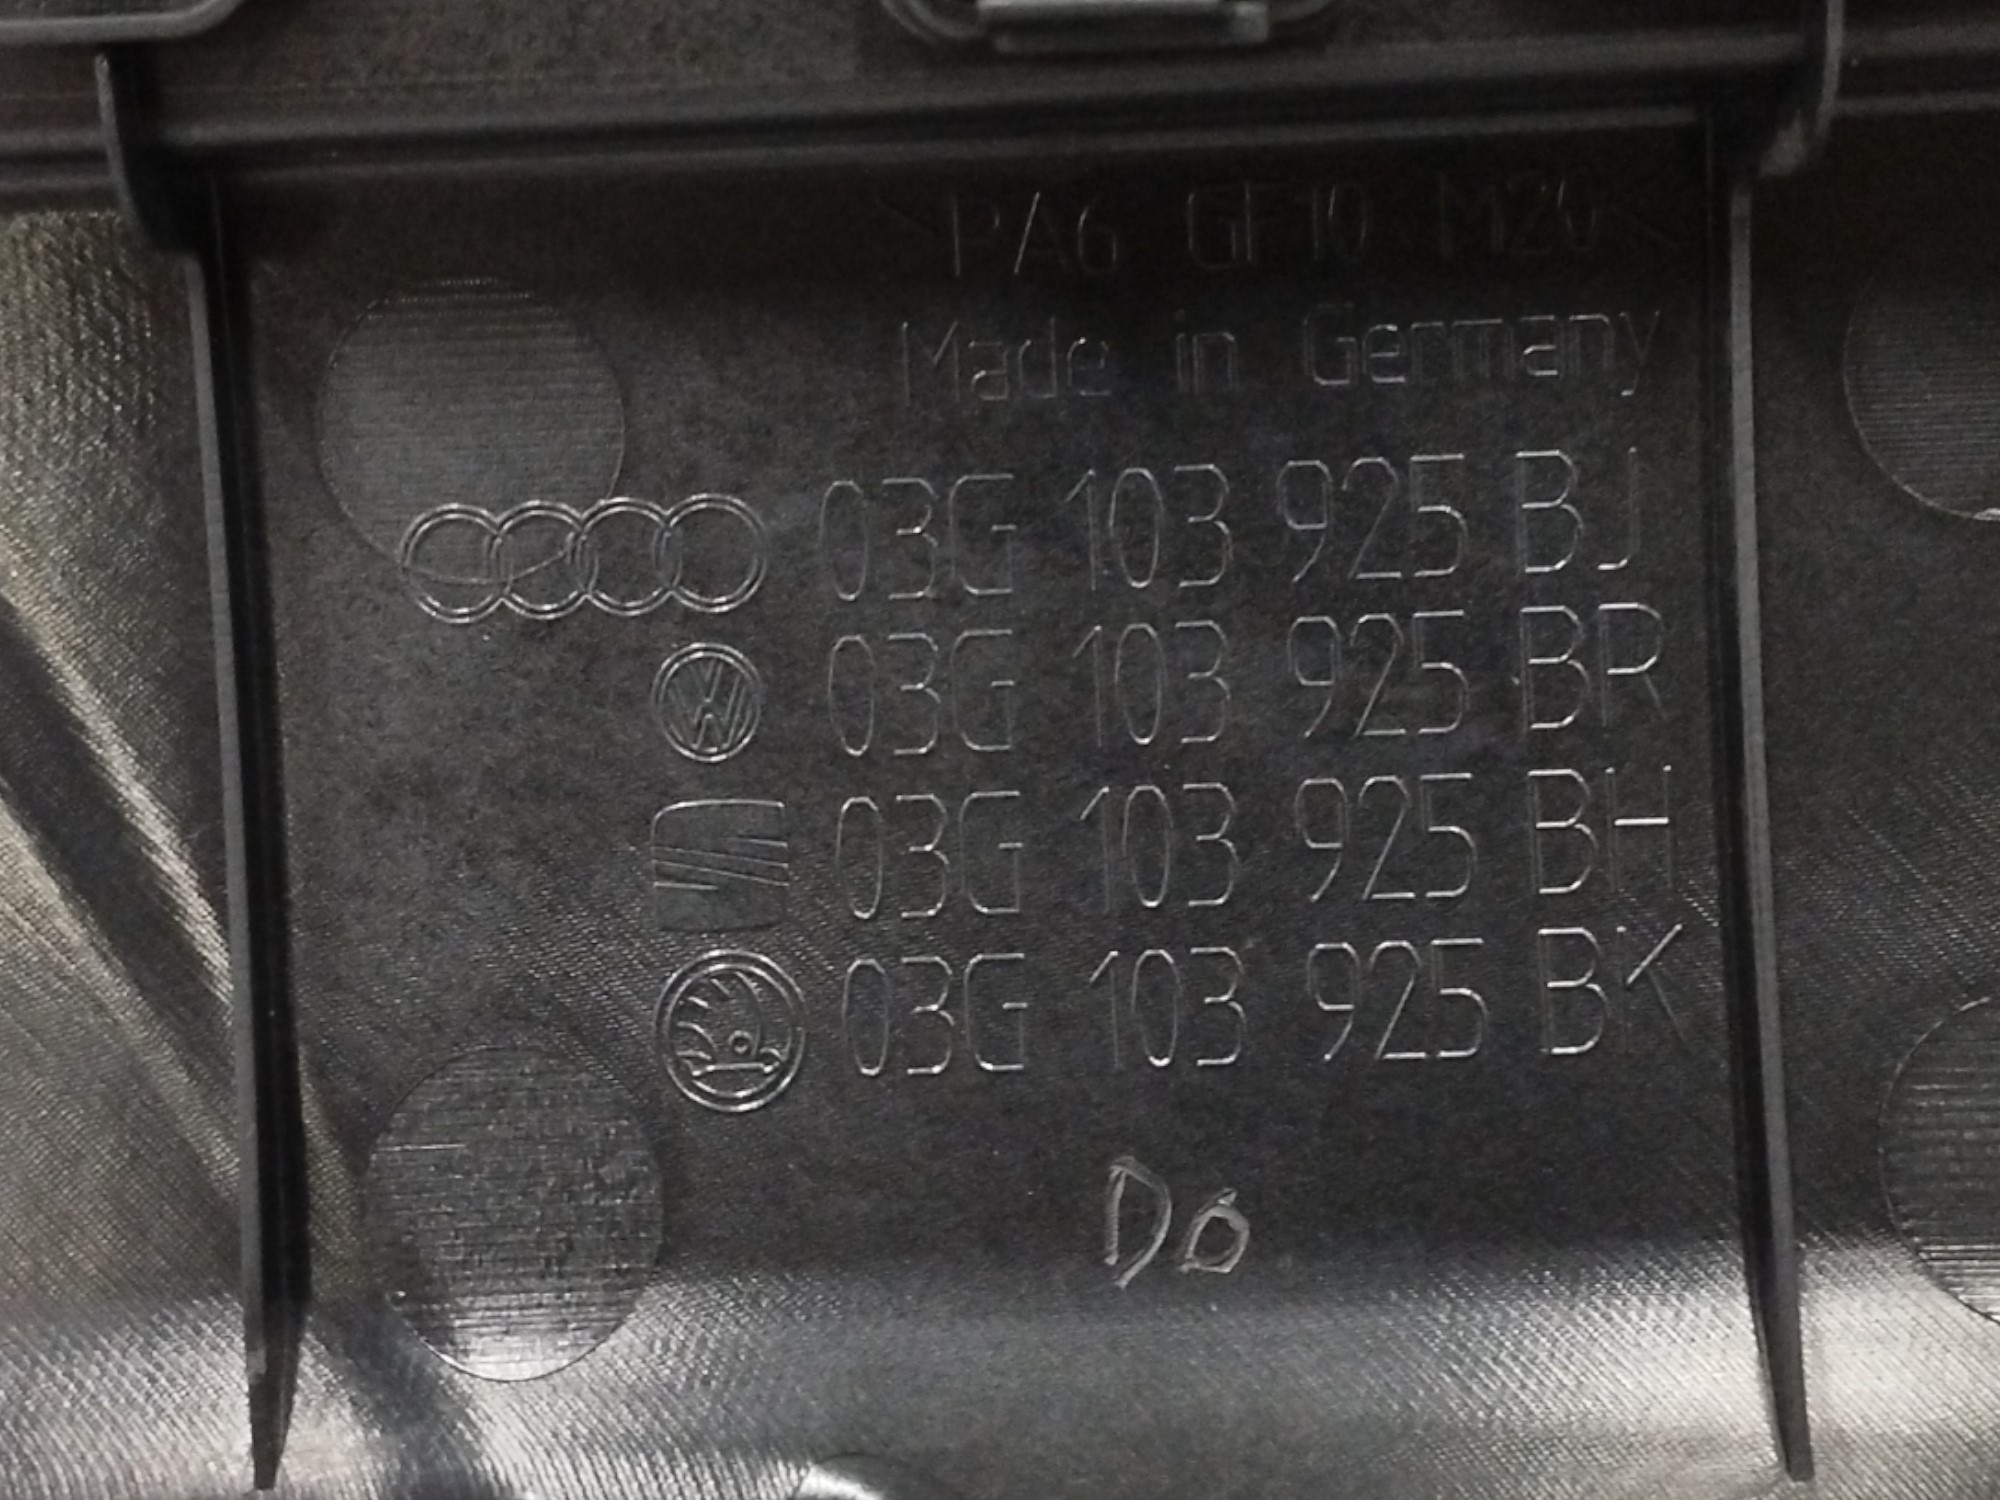 >PA6 GF10 M20<
Made in Germany
03G 103 925 BJ
03G 103 925 BR
03G 103 925 BH
03G 103 925 BK
Do